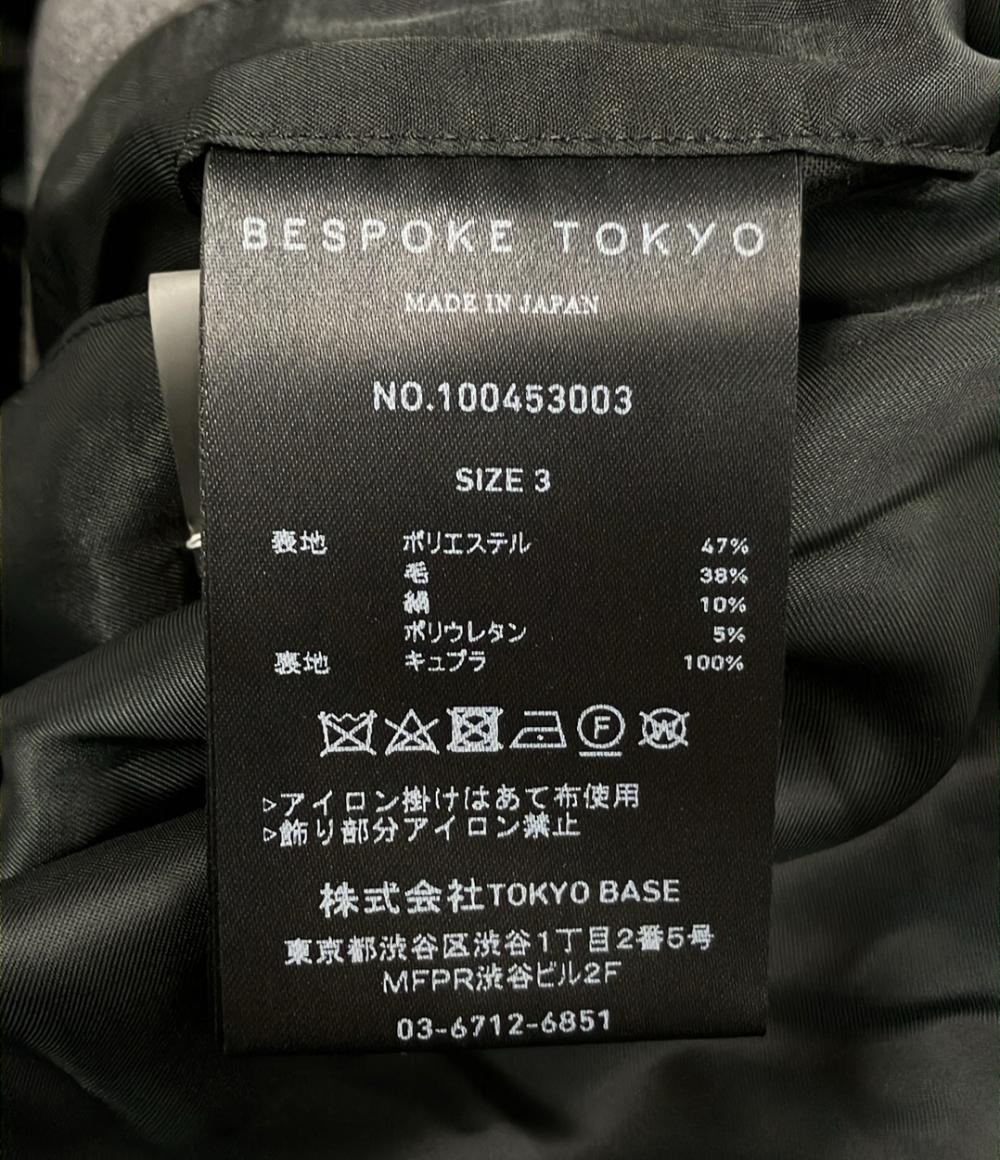 BESPOKE TOKYO
MADE IN JAPAN
NO.100453003
SIZE 3
表地 ポリエステル 47%
毛 38%
絹 10%
ポリウレタン 5%
裏地 キュプラ 100%
F W
▷アイロン掛けはあて布使用
▷飾り部分アイロン禁止
株式会社TOKYO BASE
東京都渋谷区渋谷1丁目2番5号
MFPR渋谷ビル2F
03-6712-6851